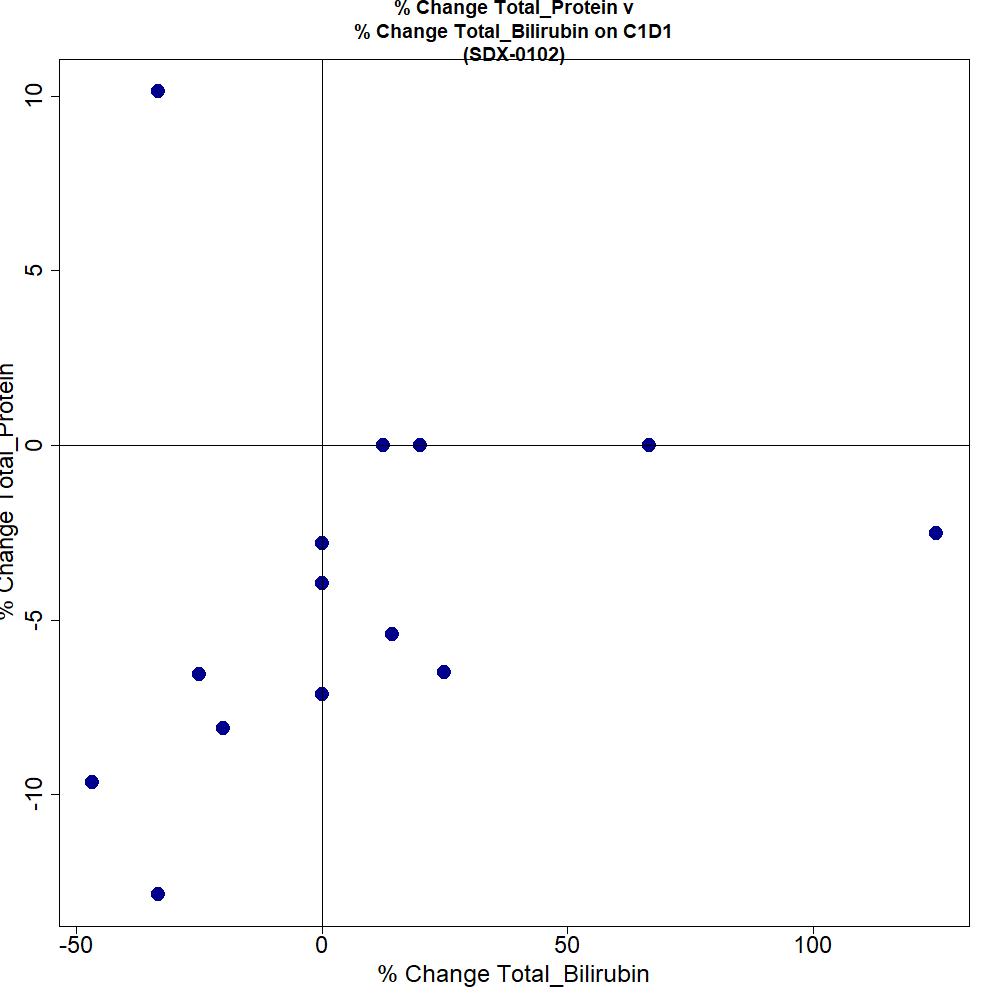 % Change Total_Protein v
% Change Total_Bilirubin on C1D1
(SDX-0102)
% Change Total_Protein
10
5
0
-5
-10
-50
0
50
100
% Change Total_Bilirubin